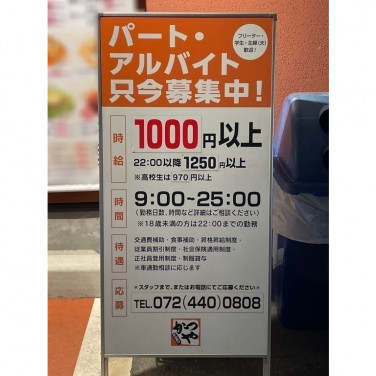 パート・
アルバイト
只今募集中!
フリーター・
学生・主婦(夫)
歓迎!
時給
1000円以上
22:00以降1250円以上
※高校生は970円以上
時間
9:00~25:00
(勤務日数、時間など詳細はご相談ください)
※18歳未満の方は22:00までの勤務
待遇
交通費補助・食事補助・昇格昇給制度・
従業員割引制度・社会保険適用制度・
正社員登用制度・制服貸与
※車通勤相談に応じます
応募
*スタッフまで、またはお電話にてご応募ください*
TEL.072(440)0808
かつや